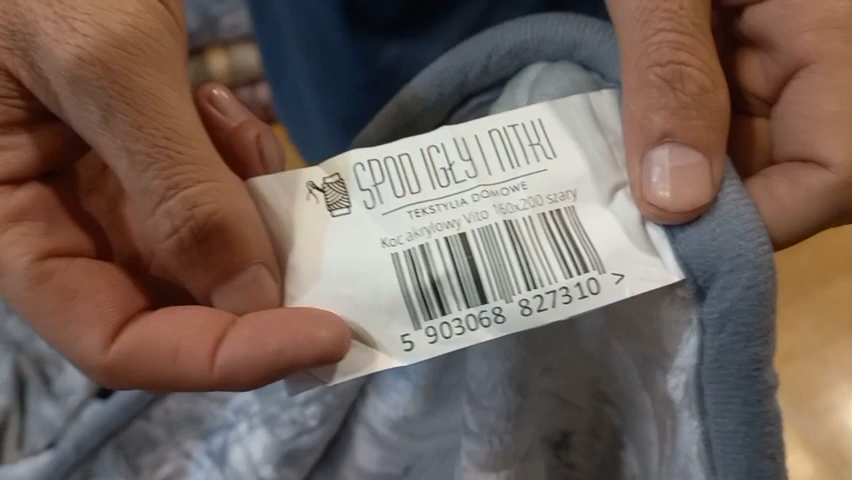 SPOD IGŁY I NITKI
TEKSTYLIA DOMOWE
Koc akrylowy Vito 160x200 szary
5 903068 827310 >